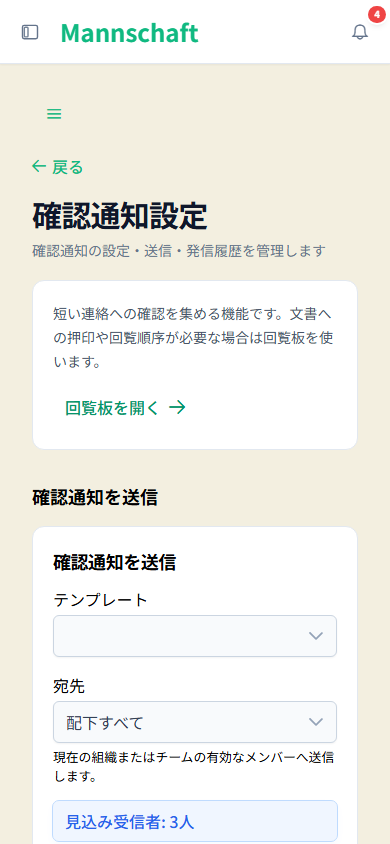 Mannschaft
4
戻る
確認通知設定
確認通知の設定・送信・発信履歴を管理します
短い連絡への確認を集める機能です。文書へ
の押印や回覧順序が必要な場合は回覧板を使
います。
回覧板を開く
確認通知を送信
確認通知を送信
テンプレート
宛先
配下すべて
現在の組織またはチームの有効なメンバーへ送信
します。
見込み受信者: 3人